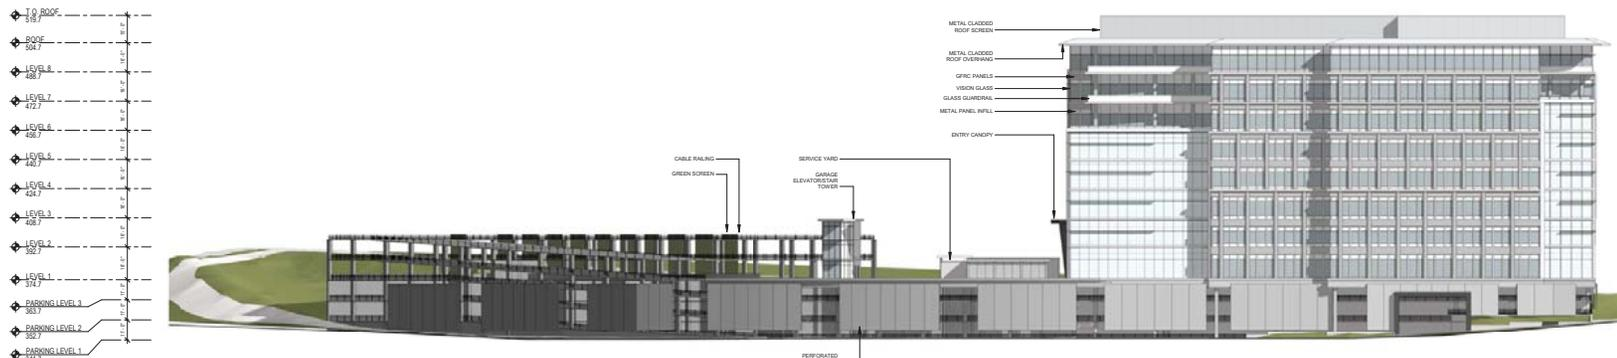 T.O. ROOF
519.7
ROOF
504.7
LEVEL 8
488.7
LEVEL 7
472.7
LEVEL 6
456.7
LEVEL 5
440.7
LEVEL 4
424.7
LEVEL 3
408.7
LEVEL 2
392.7
LEVEL 1
374.7
PARKING LEVEL 3
363.7
PARKING LEVEL 2
352.7
PARKING LEVEL 1
METAL CLADDED
ROOF SCREEN
METAL CLADDED
ROOF OVERHANG
GFRC PANELS
VISION GLASS
GLASS GUARDRAIL
METAL PANEL INFILL
ENTRY CANOPY
CABLE RAILING
GREEN SCREEN
SERVICE YARD
GARAGE
ELEVATOR/STAIR
TOWER
PERFORATED